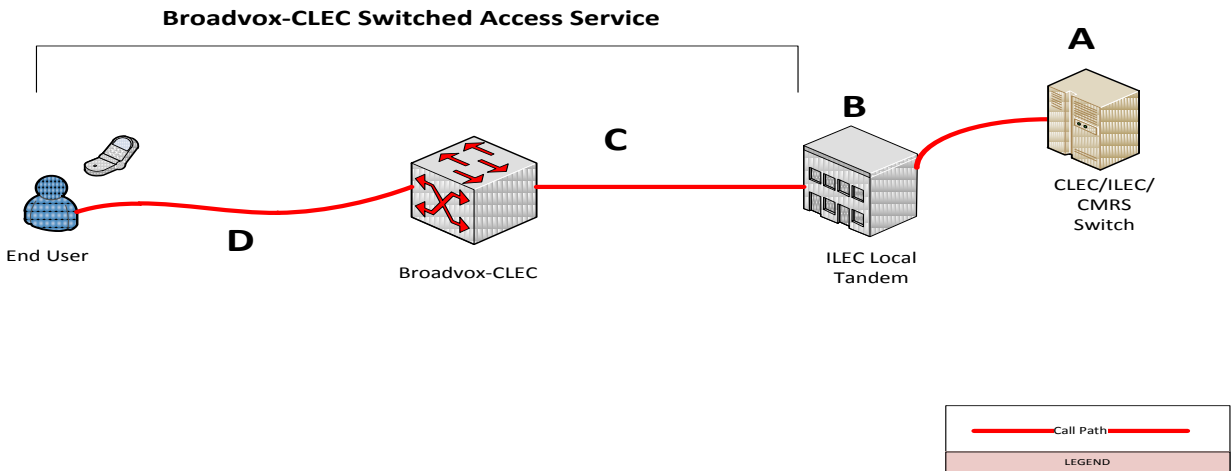 Broadvox-CLEC Switched Access Service
A
B
C
CLEC/ILEC/
CMRS
Switch
D
End User
ILEC Local
Tandem
Broadvox-CLEC
Call Path
LEGEND